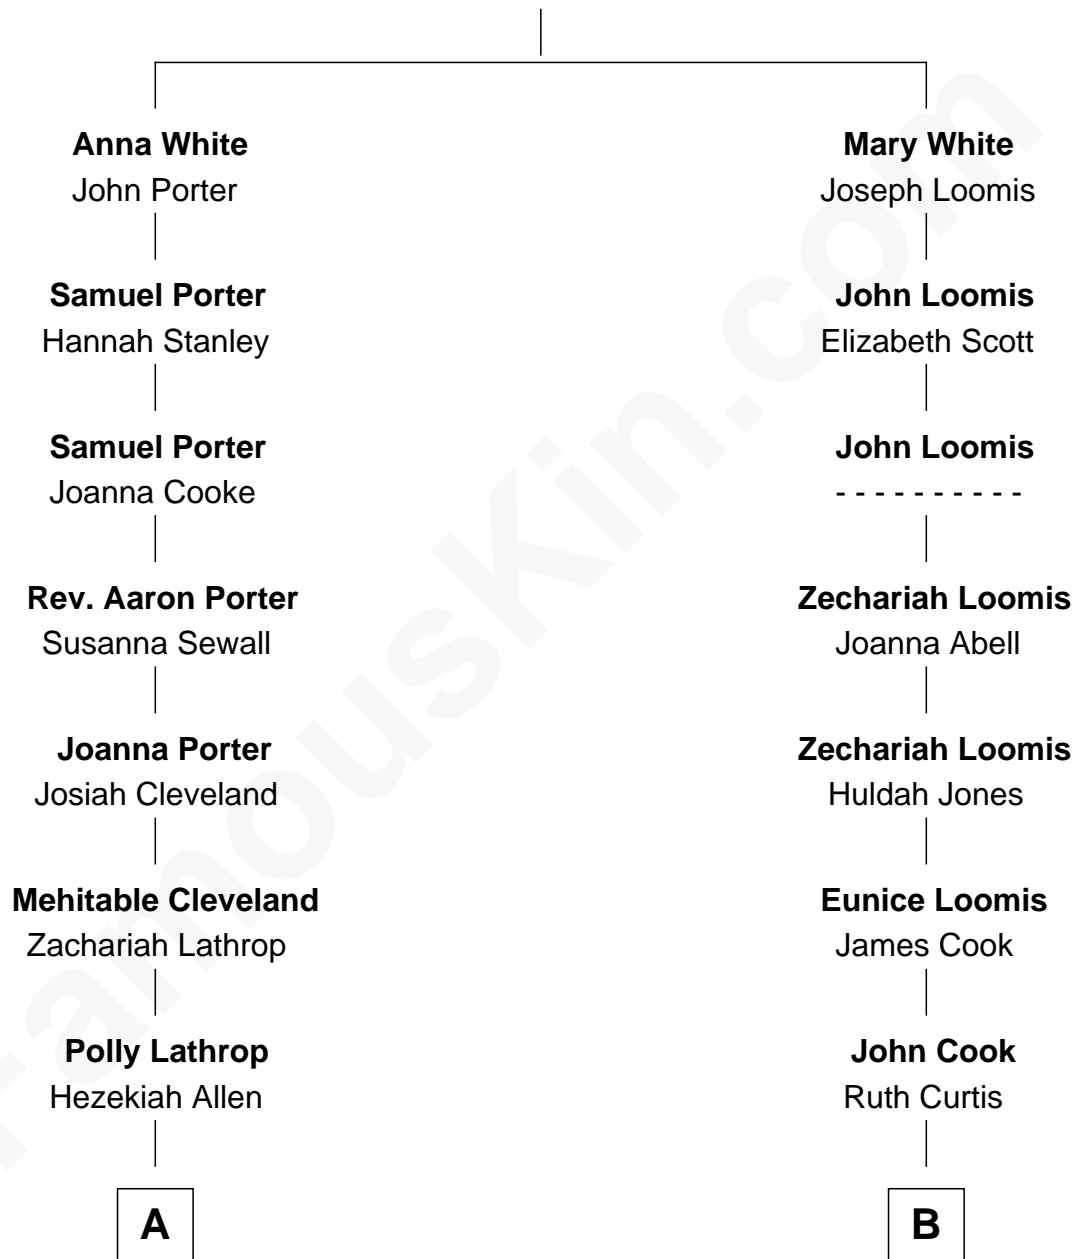 Anna White
John Porter
Mary White
Joseph Loomis
Samuel Porter
Hannah Stanley
John Loomis
Elizabeth Scott
Samuel Porter
Joanna Cooke
John Loomis
- - - - - - - - - -
Rev. Aaron Porter
Susanna Sewall
Zechariah Loomis
Joanna Abell
Joanna Porter
Josiah Cleveland
Zechariah Loomis
Huldah Jones
Mehitable Cleveland
Zachariah Lathrop
Eunice Loomis
James Cook
Polly Lathrop
Hezekiah Allen
John Cook
Ruth Curtis
A
B
FamousKin.com